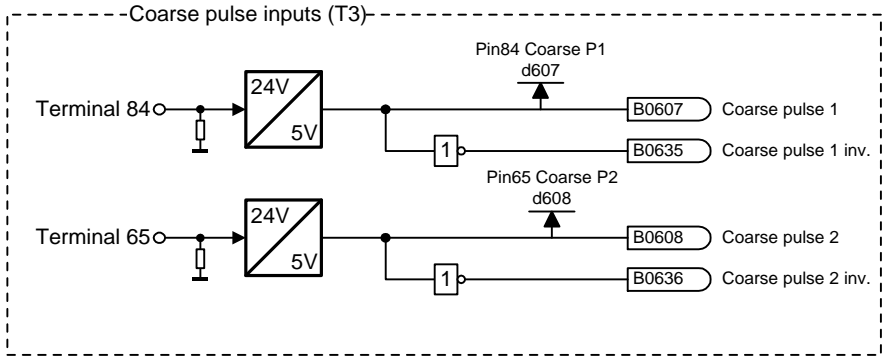 Coarse pulse inputs (T3)
Pin84 Coarse P1
d607
Terminal 84
24V
5V
B0607
Coarse pulse 1
1
B0635
Coarse pulse 1 inv.
Pin65 Coarse P2
d608
Terminal 65
24V
5V
B0608
Coarse pulse 2
1
B0636
Coarse pulse 2 inv.